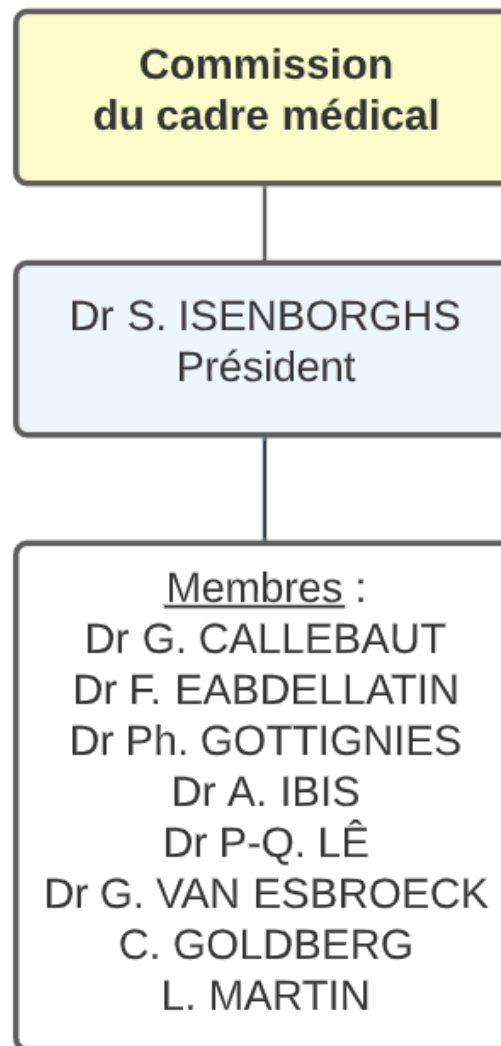 Commission
du cadre médical
Dr S. ISENBORGHS
Président
Membres :
Dr G. CALLEBAUT
Dr F. EABDELLATIN
Dr Ph. GOTTIGNIES
Dr A. IBIS
Dr P-Q. LÊ
Dr G. VAN ESBROECK
C. GOLDBERG
L. MARTIN